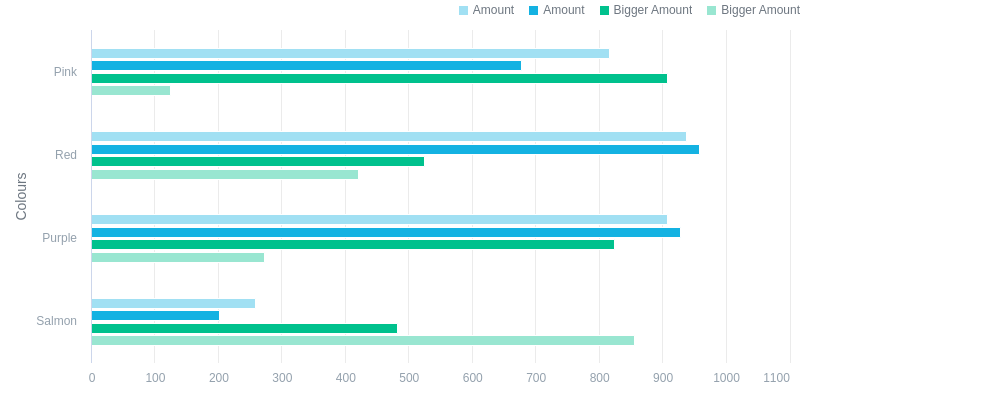 Amount Amount Bigger Amount Bigger Amount
Pink
Red
Colours
Purple
Salmon
0 100 200 300 400 500 600 700 800 900 1000 1100